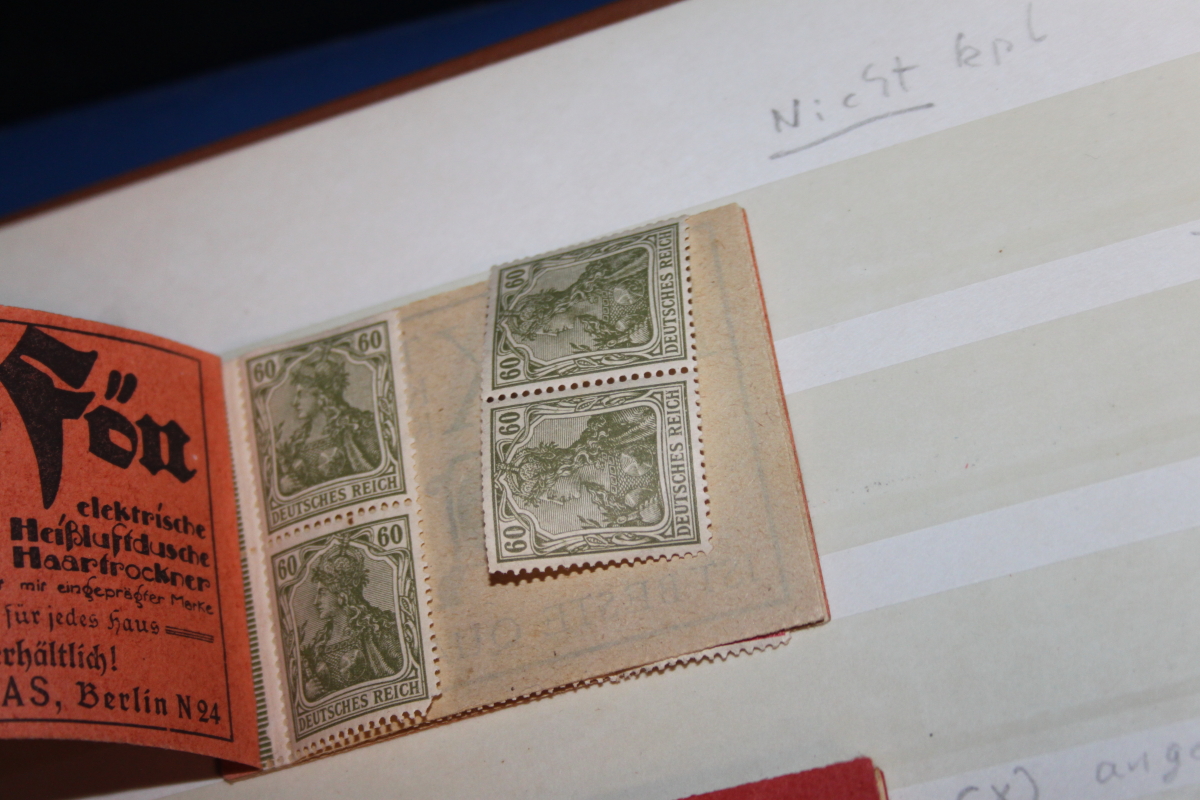 Nicht kpl
Fön
elektrische
Heißluftdusche
Haartrockner
mit eingeprägter Marke
für jedes Haus
erhältlich!
AS, Berlin N 24
60 60
DEUTSCHES REICH
60 60
DEUTSCHES REICH
60 60
DEUTSCHES REICH
60 60
DEUTSCHES REICH
(x) ang